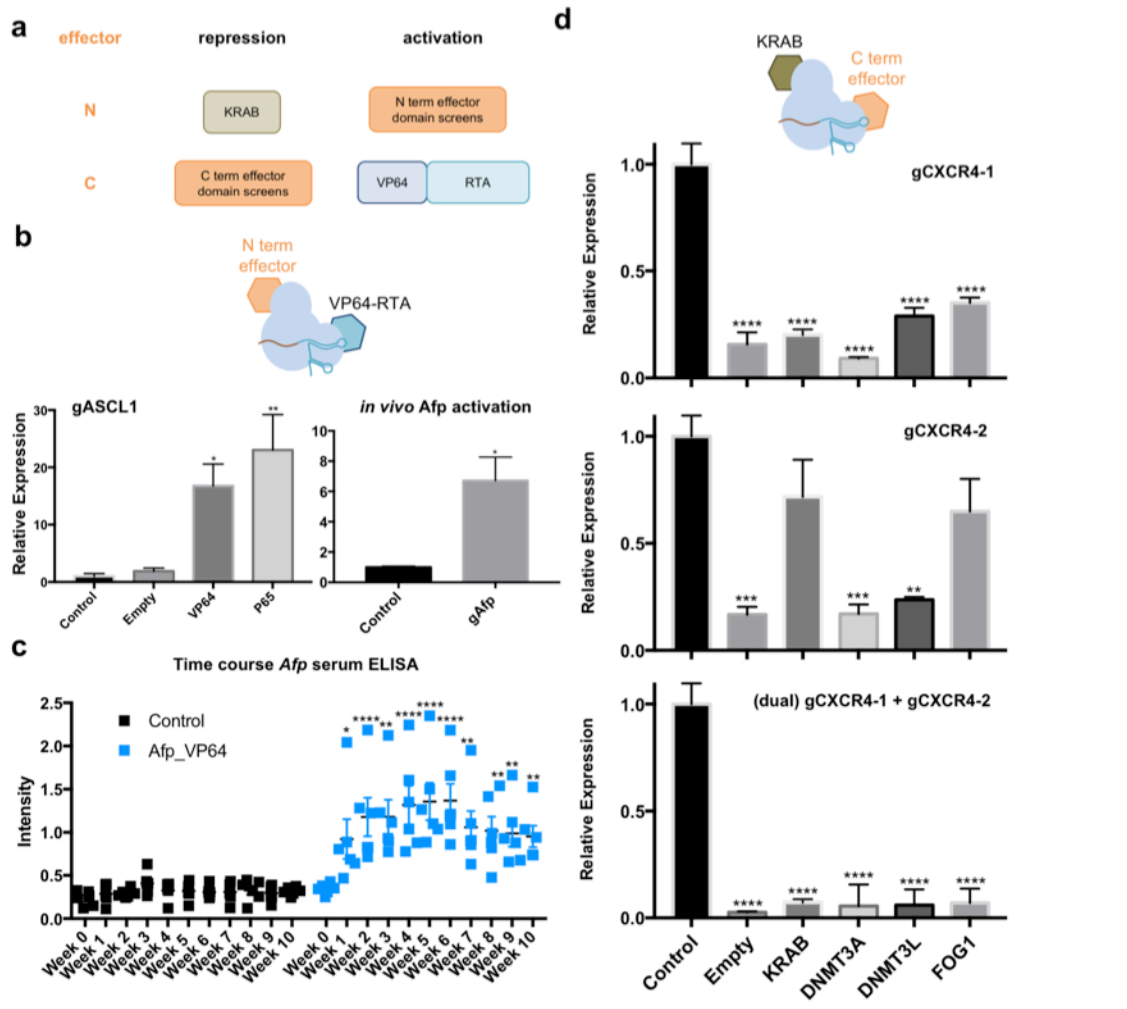 a
effector
repression
activation
N
KRAB
N term effector
domain screens
C
C term effector
domain screens
VP64
RTA
b
N term
effector
VP64-RTA
gASCL1
Relative Expression
30
20
10
0
*
**
Control
Empty
VP64
P65
in vivo Afp activation
10
8
6
4
2
0
*
Control
gAfp
c
Time course Afp serum ELISA
Control
Afp_VP64
Intensity
2.5
2.0
1.5
1.0
0.5
0.0
*
****
**
****
****
****
**
**
**
**
Week 0
Week 1
Week 2
Week 3
Week 4
Week 5
Week 6
Week 7
Week 8
Week 9
Week 10
Week 0
Week 1
Week 2
Week 3
Week 4
Week 5
Week 6
Week 7
Week 8
Week 9
Week 10
d
KRAB
C term
effector
gCXCR4-1
Relative Expression
1.0
0.5
0.0
****
****
****
****
****
gCXCR4-2
Relative Expression
1.0
0.5
0.0
***
***
**
(dual) gCXCR4-1 + gCXCR4-2
Relative Expression
1.0
0.5
0.0
****
****
****
****
****
Control
Empty
KRAB
DNMT3A
DNMT3L
FOG1